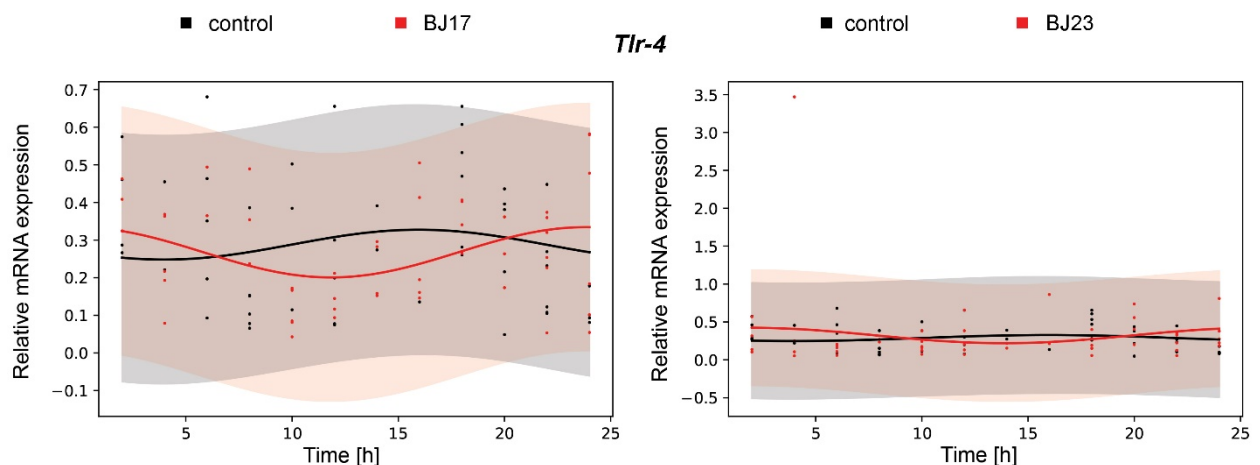 control BJ17 control BJ23
Tlr-4
Relative mRNA expression
0.7
0.6
0.5
0.4
0.3
0.2
0.1
0.0
−0.1
5 10 15 20 25
Time [h]
Relative mRNA expression
3.5
3.0
2.5
2.0
1.5
1.0
0.5
0.0
−0.5
5 10 15 20 25
Time [h]